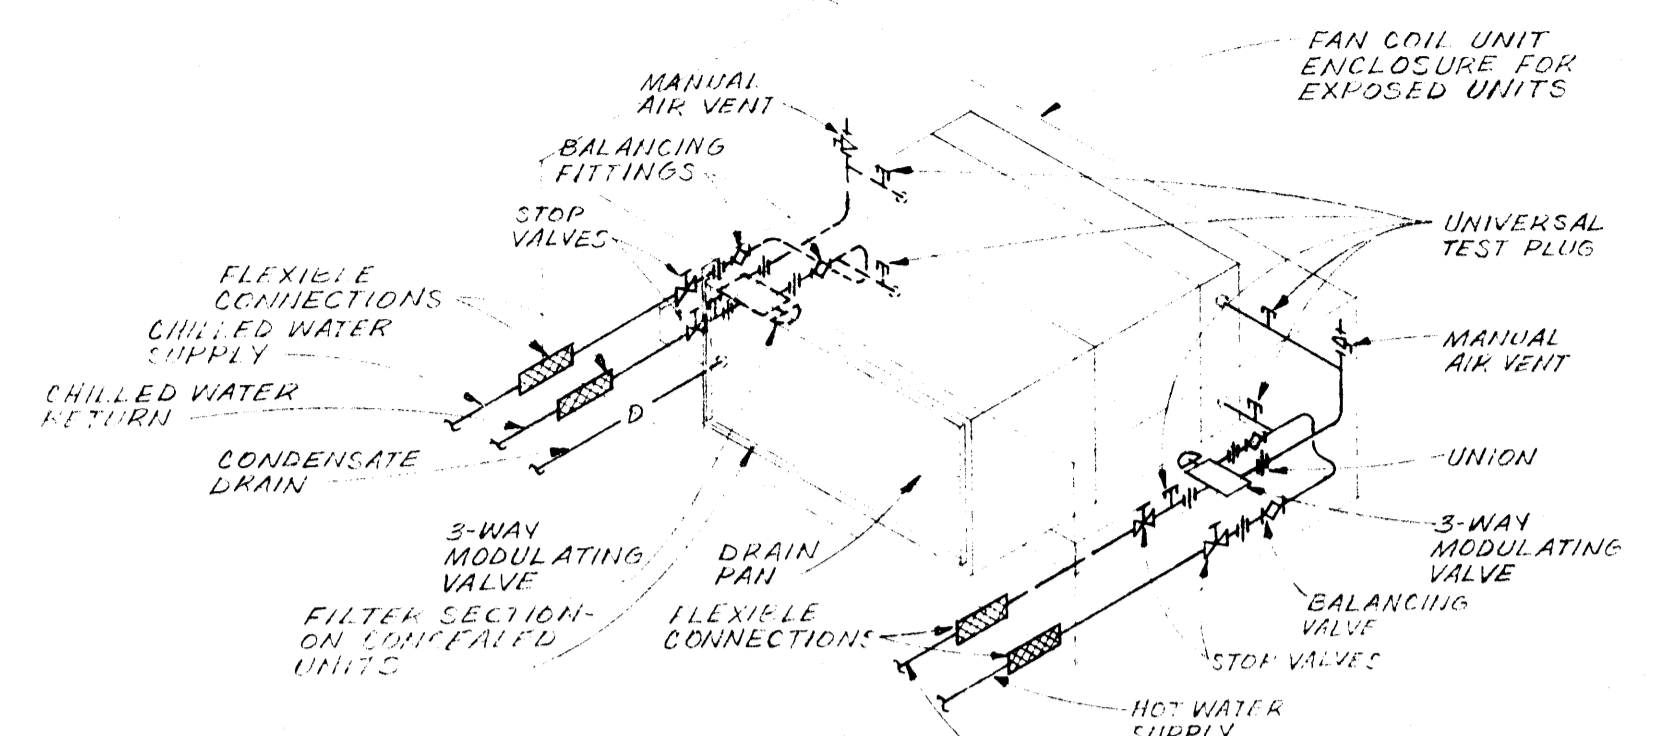 FAN COIL UNIT
ENCLOSURE FOR
EXPOSED UNITS
MANUAL
AIR VENT
BALANCING
FITTINGS
STOP
VALVES
UNIVERSAL
TEST PLUG
FLEXIBLE
CONNECTIONS
CHILLED WATER
SUPPLY
MANUAL
AIR VENT
CHILLED WATER
RETURN
D
CONDENSATE
DRAIN
UNION
3-WAY
MODULATING
VALVE
DRAIN
PAN
3-WAY
MODULATING
VALVE
FILTER SECTION-
ON CONCEALED
UNITS
FLEXIBLE
CONNECTIONS
BALANCING
VALVE
STOP VALVES
HOT WATER
SUPPLY